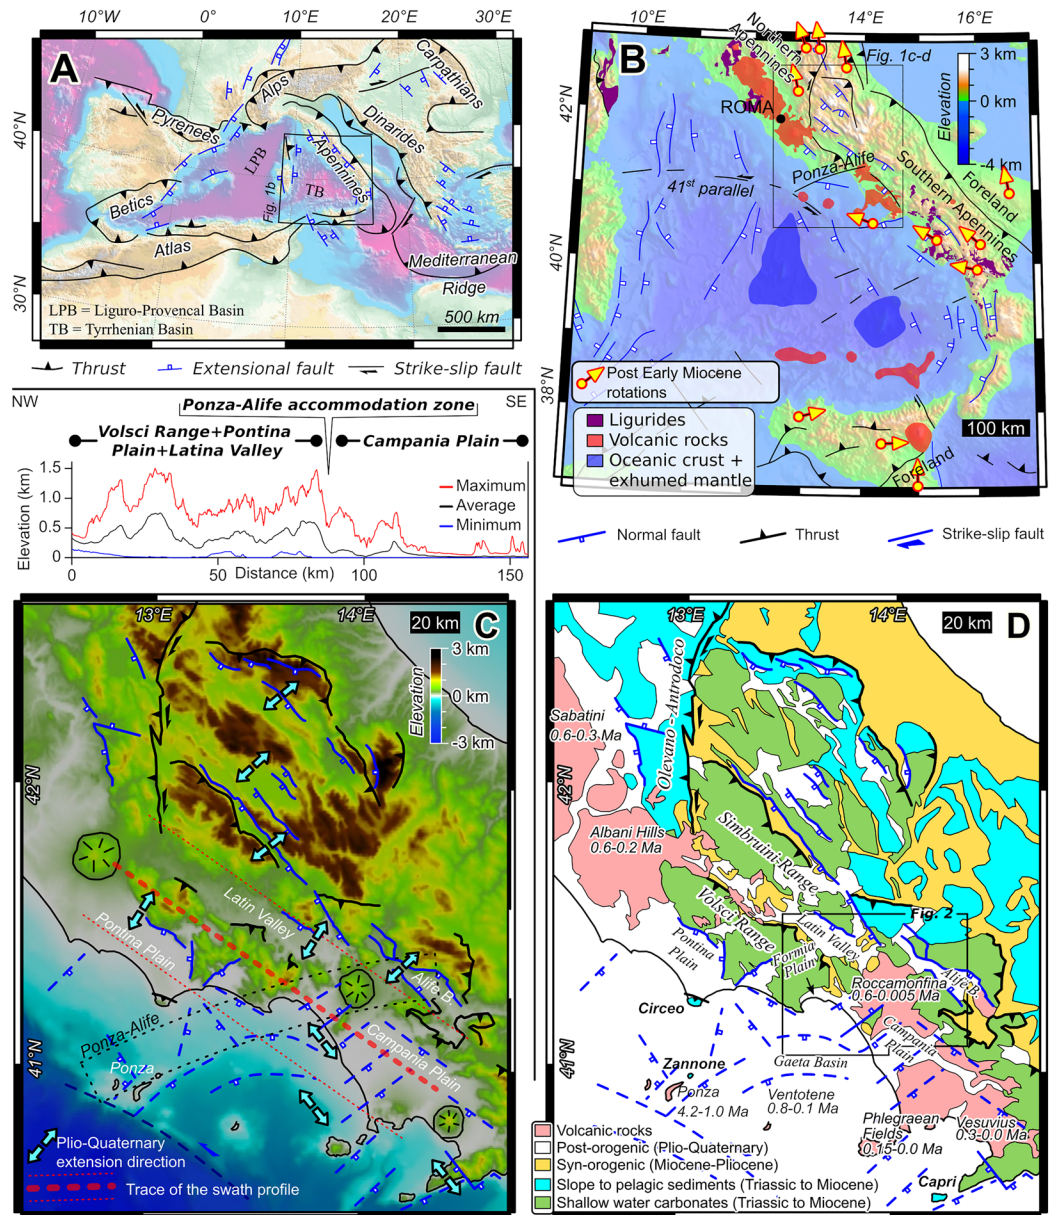 10°W
0°
10°E
20°E
30°E
A
Carpathians
Alps
Pyrenees
Dinarides
40°N
LPB
Apennines
Fig. 1b
TB
Betics
Atlas
Mediterranean
Ridge
30°N
LPB = Liguro-Provencal Basin
TB = Tyrrhenian Basin
500 km
Thrust
Extensional fault
Strike-slip fault
10°E
14°E
16°E
B
Northern
Apennines
Fig. 1c-d
3 km
0 km
-4 km
Elevation
42°N
ROMA
Ponza-Alife
41st parallel
Southern Apennines
Foreland
40°N
38°N
Post Early Miocene
rotations
Ligurides
Volcanic rocks
Oceanic crust +
exhumed mantle
100 km
Foreland
Normal fault
Thrust
Strike-slip fault
NW
SE
Ponza-Alife accommodation zone
Volsci Range+Pontina
Plain+Latina Valley
Campania Plain
Elevation (km)
1.5
1.0
0.5
0
Maximum
Average
Minimum
0
50
100
150
Distance (km)
13°E
14°E
20 km
C
3 km
0 km
-3 km
Elevation
42°N
Latin Valley
Pontina Plain
Alife B.
Ponza-Alife
Campania Plain
41°N
Ponza
Plio-Quaternary
extension direction
Trace of the swath profile
13°E
14°E
20 km
D
Sabatini
0.6-0.3 Ma
Olevano-Antrodoco
42°N
Albani Hills
0.6-0.2 Ma
Simbruini Range
Volsci Range
Fig. 2
Latin Valley
Pontina
Plain
Formia
Plain
Alife B.
Roccamonfina
0.6-0.005 Ma
Circeo
Campania
Plain
41°N
Gaeta Basin
Zannone
Ponza
4.2-1.0 Ma
Ventotene
0.8-0.1 Ma
Phlegraean
Fields
0.15-0.0 Ma
Vesuvius
0.3-0.0 Ma
Capri
Volcanic rocks
Post-orogenic (Plio-Quaternary)
Syn-orogenic (Miocene-Pliocene)
Slope to pelagic sediments (Triassic to Miocene)
Shallow water carbonates (Triassic to Miocene)